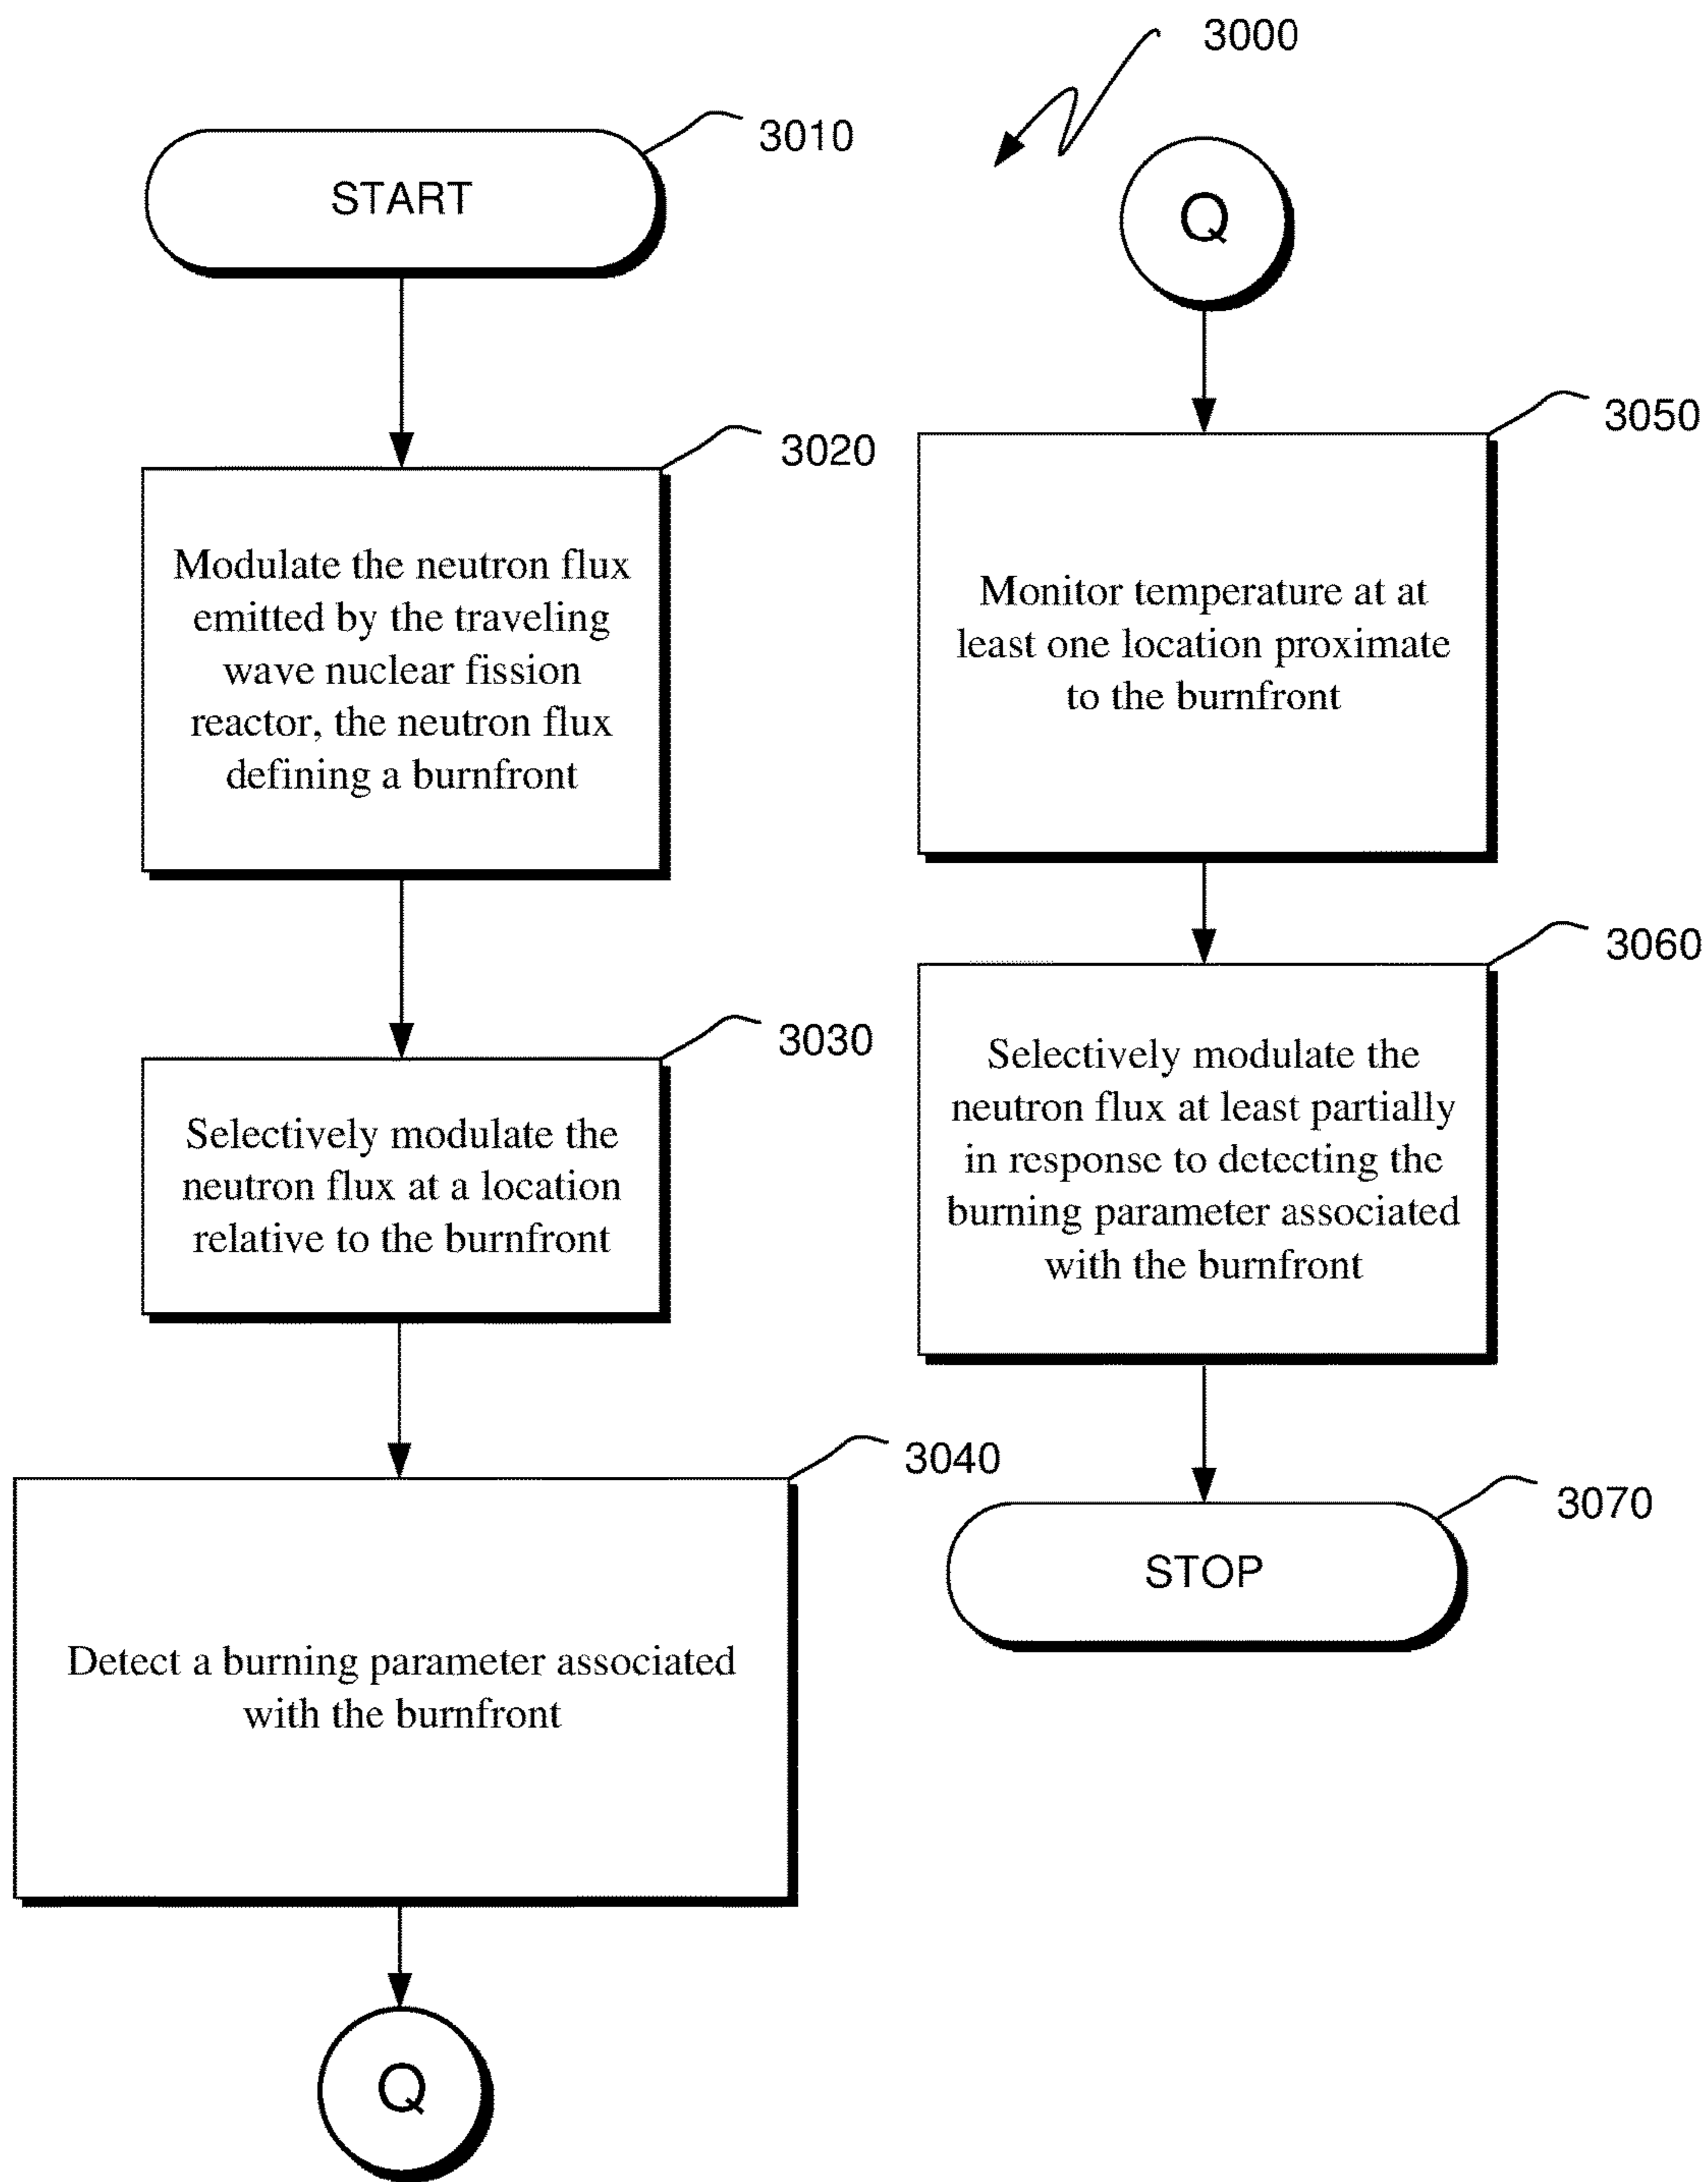 3000
3010
START
3020
Modulate the neutron flux
emitted by the traveling
wave nuclear fission
reactor, the neutron flux
defining a burnfront
3030
Selectively modulate the
neutron flux at a location
relative to the burnfront
3040
Detect a burning parameter associated
with the burnfront
Q
Q
3050
Monitor temperature at at
least one location proximate
to the burnfront
3060
Selectively modulate the
neutron flux at least partially
in response to detecting the
burning parameter associated
with the burnfront
3070
STOP